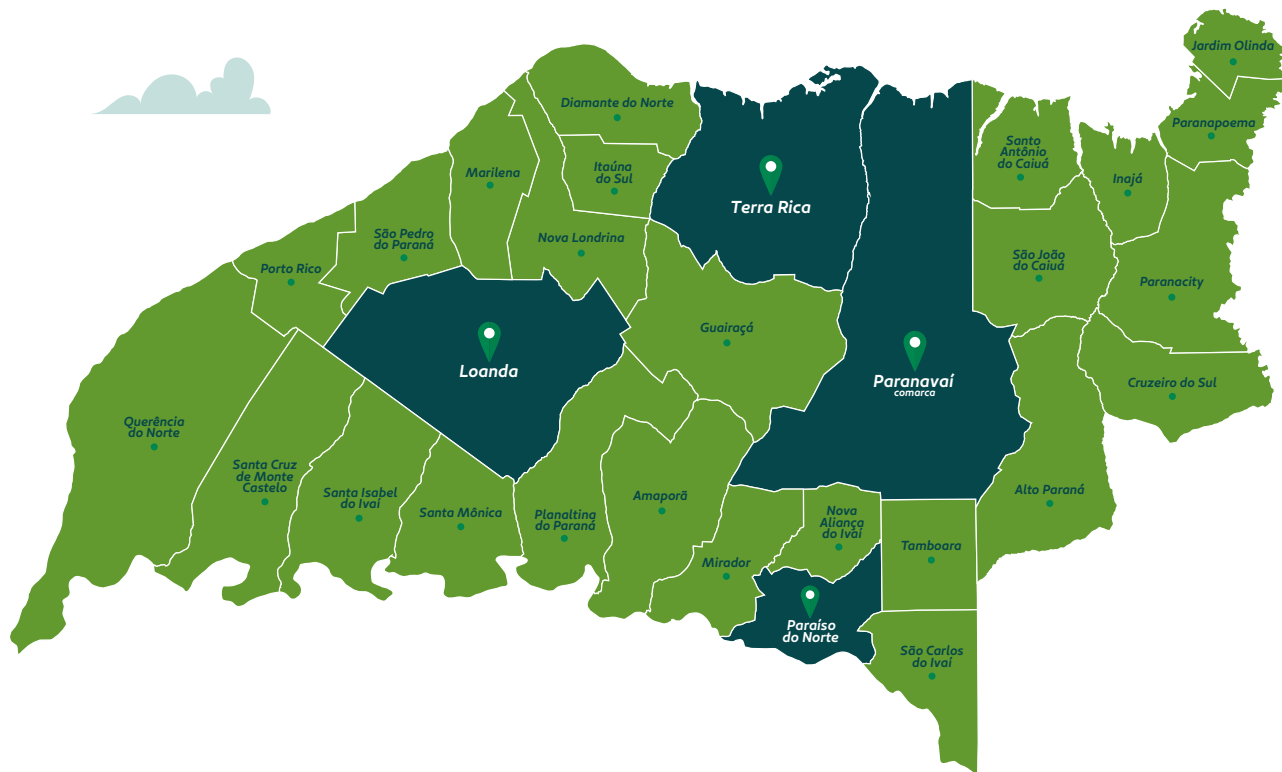 Jardim Olinda
Diamante do Norte
Paranapoema
Santo
Antônio
do Caiuá
Marilena
Itaúna
do Sul
Inajá
Terra Rica
São Pedro
do Paraná
Nova Londrina
Porto Rico
São João
do Caiuá
Paranacity
Guairaçá
Loanda
Paranavaí
comarca
Cruzeiro do Sul
Querência
do Norte
Santa Cruz
de Monte
Castelo
Santa Isabel
do Ivaí
Santa Mônica
Planaltina
do Paraná
Amaporã
Nova
Aliança
do Ivaí
Alto Paraná
Tamboara
Mirador
Paraíso
do Norte
São Carlos
do Ivaí